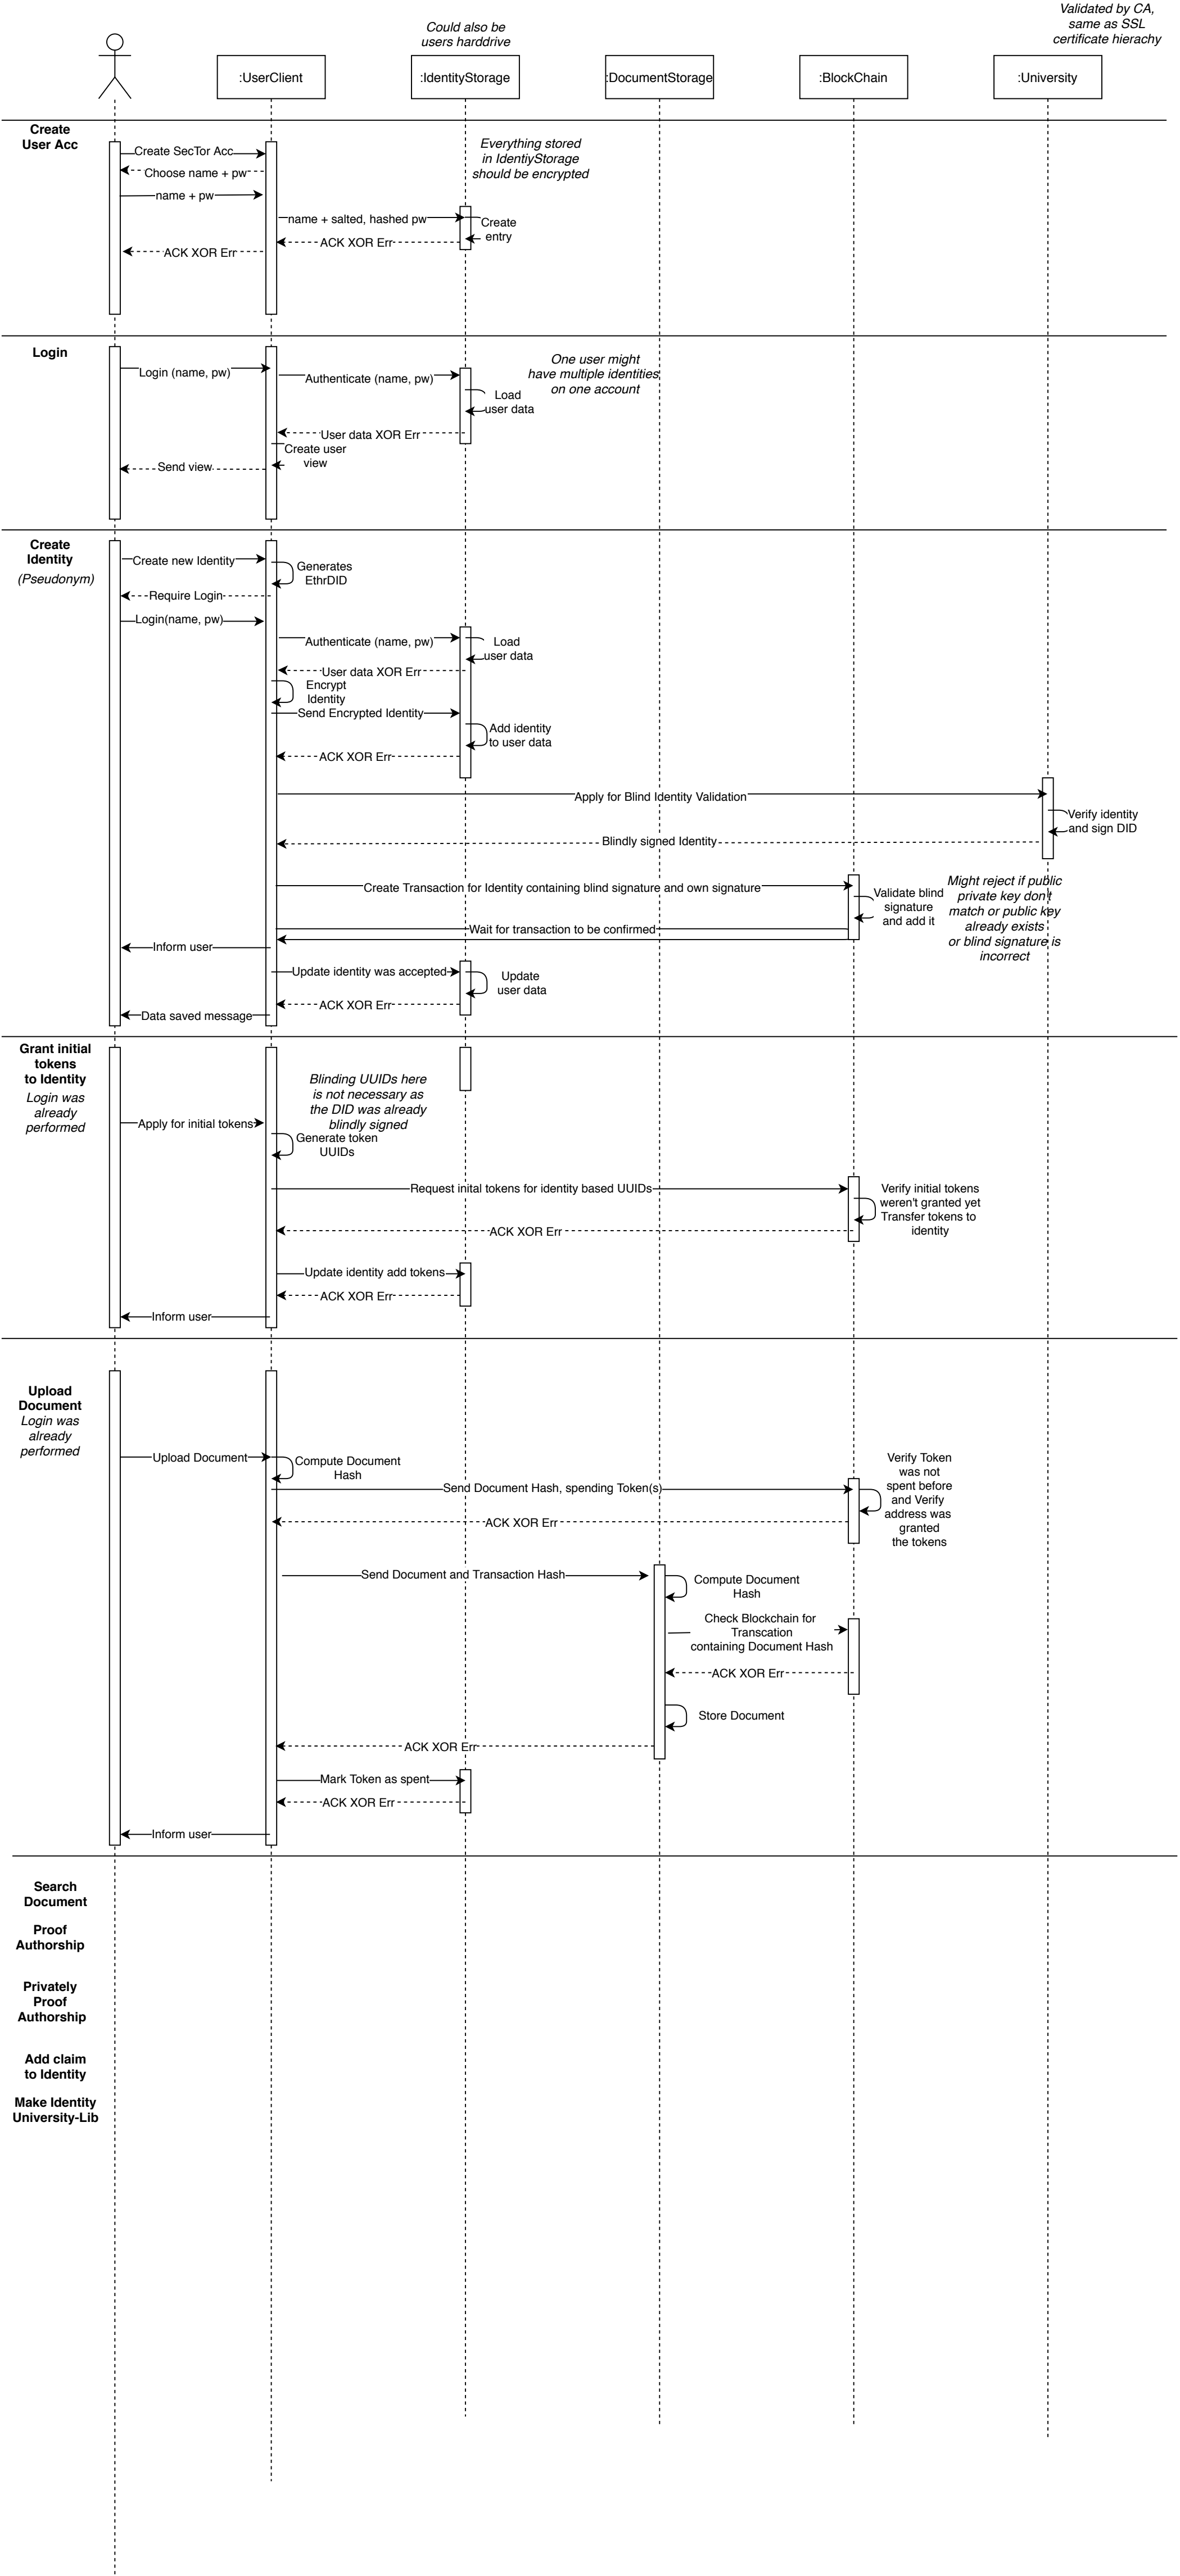 Could also be
users harddrive
Validated by CA,
same as SSL
certificate hierachy
:UserClient
:IdentityStorage
:DocumentStorage
:BlockChain
:University
Create
User Acc
Create SecTor Acc
Choose name + pw
name + pw
Everything stored
in IdentiyStorage
should be encrypted
name + salted, hashed pw
Create
entry
ACK XOR Err
ACK XOR Err
Login
Login (name, pw)
Authenticate (name, pw)
One user might
have multiple identities
on one account
Load
user data
User data XOR Err
Create user
view
Send view
Create
Identity
(Pseudonym)
Create new Identity
Generates
EthrDID
Require Login
Login(name, pw)
Authenticate (name, pw)
Load
user data
User data XOR Err
Encrypt
Identity
Send Encrypted Identity
Add identity
to user data
ACK XOR Err
Apply for Blind Identity Validation
Verify identity
and sign DID
Blindly signed Identity
Create Transaction for Identity containing blind signature and own signature
Validate blind
signature
and add it
Might reject if public
private key don't
match or public key
already exists
or blind signature is
incorrect
Wait for transaction to be confirmed
Inform user
Update identity was accepted
Update
user data
ACK XOR Err
Data saved message
Grant initial
tokens
to Identity
Login was
already
performed
Blinding UUIDs here
is not necessary as
the DID was already
blindly signed
Apply for initial tokens
Generate token
UUIDs
Request inital tokens for identity based UUIDs
Verify initial tokens
weren't granted yet
Transfer tokens to
identity
ACK XOR Err
Update identity add tokens
ACK XOR Err
Inform user
Upload
Document
Login was
already
performed
Upload Document
Compute Document
Hash
Send Document Hash, spending Token(s)
Verify Token
was not
spent before
and Verify
address was
granted
the tokens
ACK XOR Err
Send Document and Transaction Hash
Compute Document
Hash
Check Blockchain for
Transcation
containing Document Hash
ACK XOR Err
Store Document
ACK XOR Err
Mark Token as spent
ACK XOR Err
Inform user
Search
Document
Proof
Authorship
Privately
Proof
Authorship
Add claim
to Identity
Make Identity
University-Lib